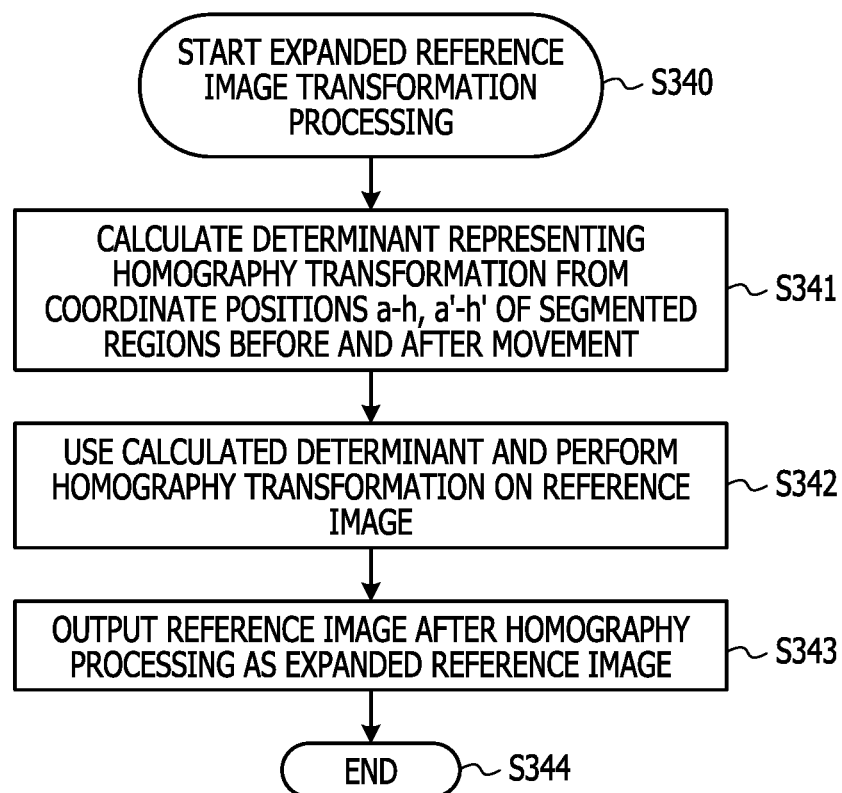 START EXPANDED REFERENCE
IMAGE TRANSFORMATION
PROCESSING
S340
CALCULATE DETERMINANT REPRESENTING
HOMOGRAPHY TRANSFORMATION FROM
COORDINATE POSITIONS a-h, a'-h' OF SEGMENTED
REGIONS BEFORE AND AFTER MOVEMENT
S341
USE CALCULATED DETERMINANT AND PERFORM
HOMOGRAPHY TRANSFORMATION ON REFERENCE
IMAGE
S342
OUTPUT REFERENCE IMAGE AFTER HOMOGRAPHY
PROCESSING AS EXPANDED REFERENCE IMAGE
S343
END
S344